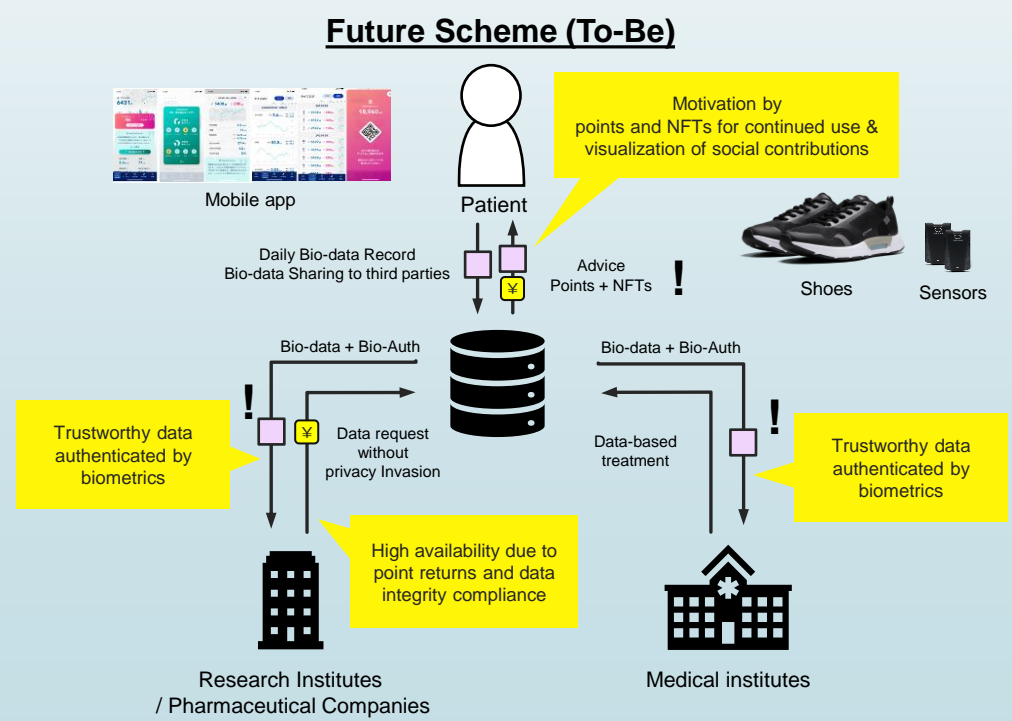 Future Scheme (To-Be)
Motivation by
points and NFTs for continued use &
visualization of social contributions
Mobile app
Patient
Daily Bio-data Record
Bio-data Sharing to third parties
¥
Advice
Points + NFTs
!
Shoes
Sensors
Bio-data + Bio-Auth
Bio-data + Bio-Auth
!
Trustworthy data
authenticated by
biometrics
¥
Data request
without
privacy Invasion
Data-based
treatment
!
Trustworthy data
authenticated by
biometrics
High availability due to
point returns and data
integrity compliance
Research Institutes
/ Pharmaceutical Companies
Medical institutes